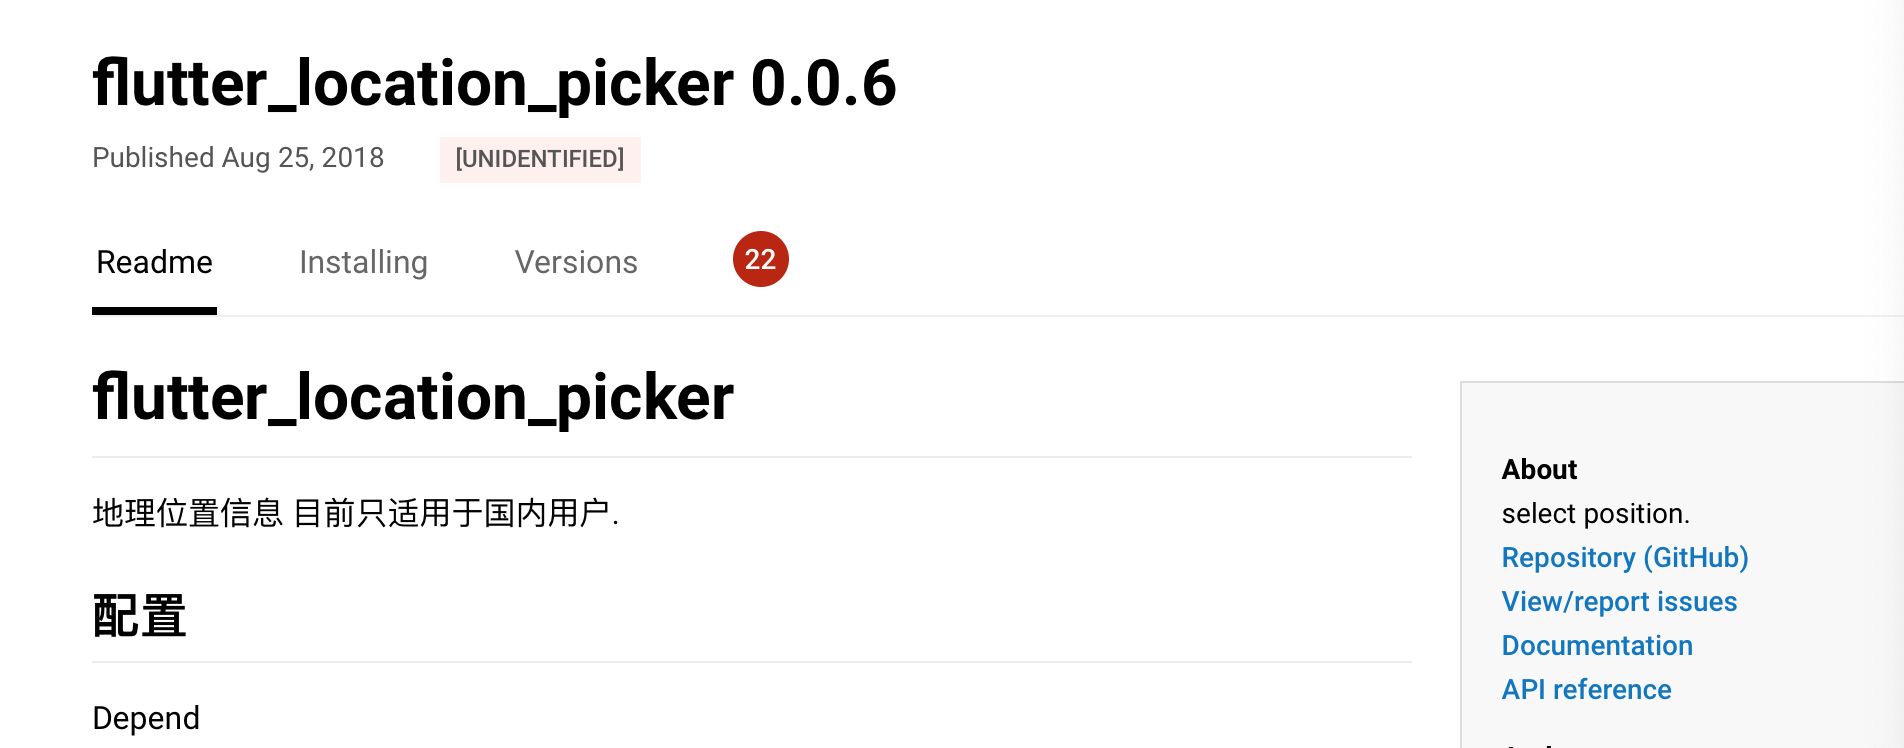 flutter_location_picker 0.0.6
Published Aug 25, 2018 [UNIDENTIFIED]
Readme Installing Versions 22
flutter_location_picker
地理位置信息 目前只适用于国内用户.
配置
Depend
About
select position.
Repository (GitHub)
View/report issues
Documentation
API reference